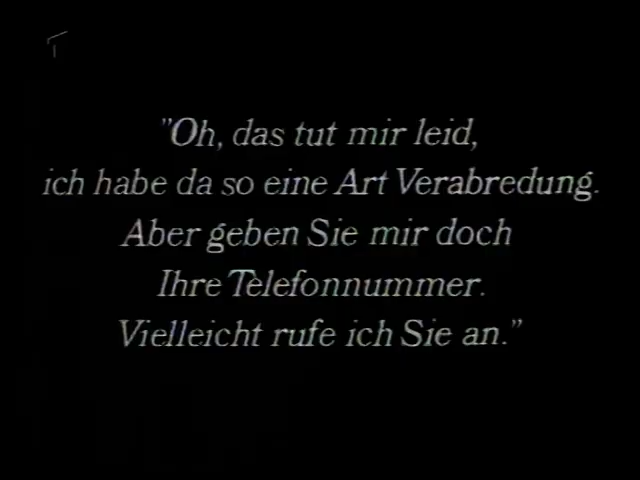 "Oh, das tut mir leid,
ich habe da so eine Art Verabredung.
Aber geben Sie mir doch
Ihre Telefonnummer.
Vielleicht rufe ich Sie an."